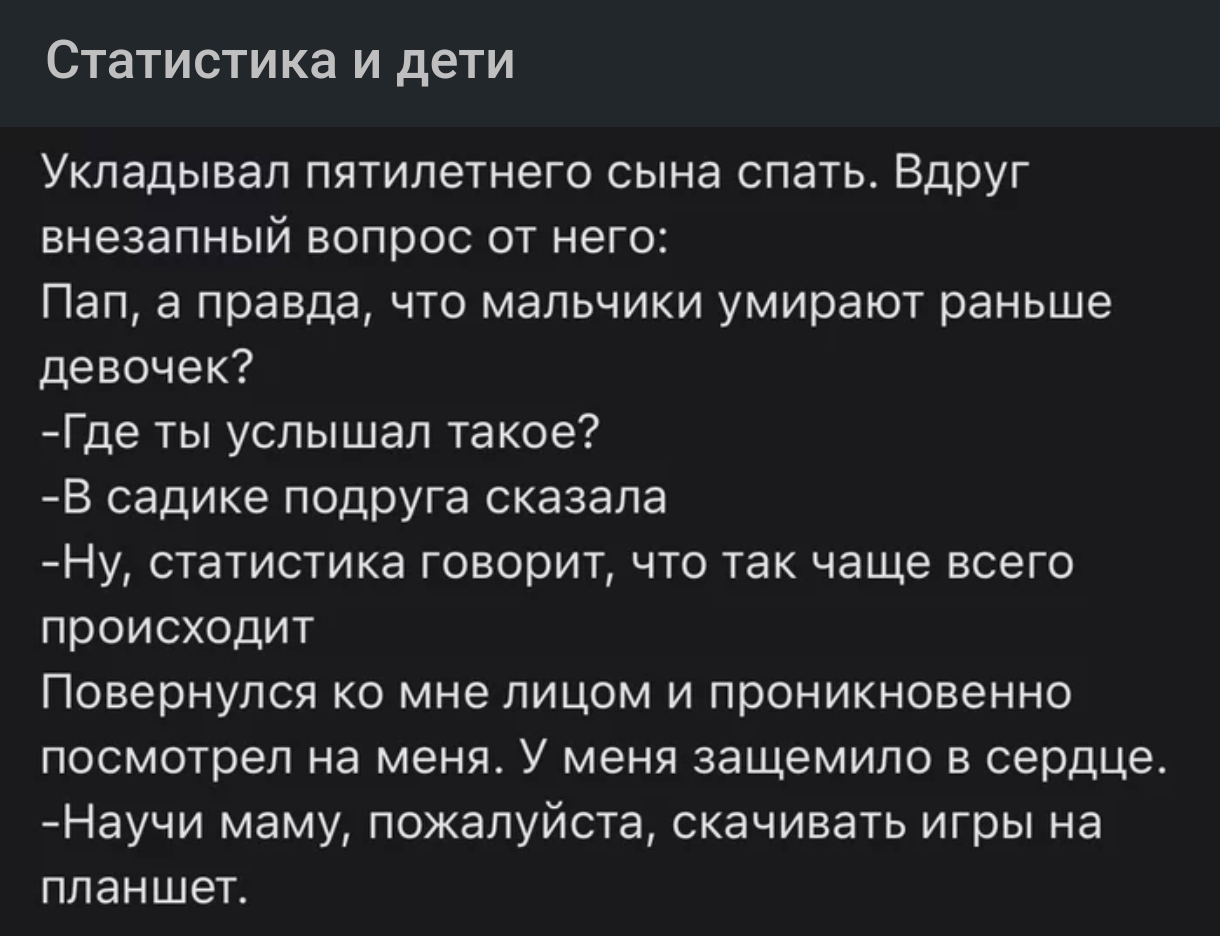 Статистика и дети
Укладывал пятилетнего сына спать. Вдруг
внезапный вопрос от него:
Пап, а правда, что мальчики умирают раньше
девочек?
-Где ты услышал такое?
-В садике подруга сказала
-Ну, статистика говорит, что так чаще всего
происходит
Повернулся ко мне лицом и проникновенно
посмотрел на меня. У меня защемило в сердце.
-Научи маму, пожалуйста, скачивать игры на
планшет.